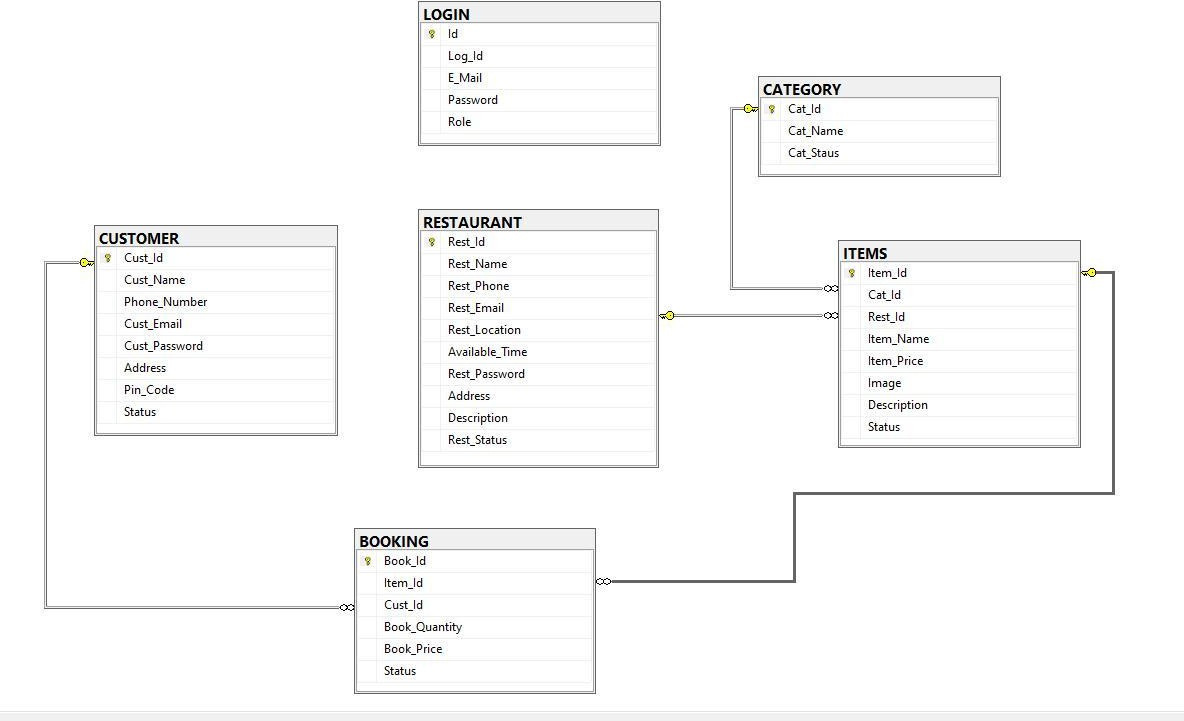 LOGIN
Id
Log_Id
E_Mail
Password
Role
CATEGORY
Cat_Id
Cat_Name
Cat_Staus
CUSTOMER
Cust_Id
Cust_Name
Phone_Number
Cust_Email
Cust_Password
Address
Pin_Code
Status
RESTAURANT
Rest_Id
Rest_Name
Rest_Phone
Rest_Email
Rest_Location
Available_Time
Rest_Password
Address
Description
Rest_Status
ITEMS
Item_Id
Cat_Id
Rest_Id
Item_Name
Item_Price
Image
Description
Status
BOOKING
Book_Id
Item_Id
Cust_Id
Book_Quantity
Book_Price
Status